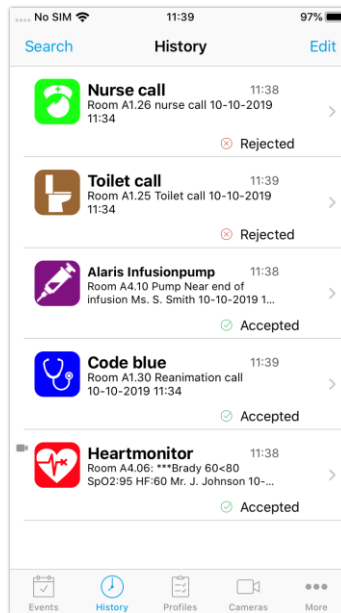 No SIM 11:39 97%
Search History Edit
Nurse call 11:38
Room A1.26 nurse call 10-10-2019
11:34
Rejected
Toilet call 11:39
Room A1.25 Toilet call 10-10-2019
11:34
Rejected
Alaris Infusionpump 11:38
Room A4.10 Pump Near end of
infusion Ms. S. Smith 10-10-2019 1...
Accepted
Code blue 11:39
Room A1.30 Reanimation call
10-10-2019 11:34
Accepted
Heartmonitor 11:38
Room A4.06: ***Brady 60<80
SpO2:95 HF:60 Mr. J. Johnson 10-...
Accepted
Events History Profiles Cameras More